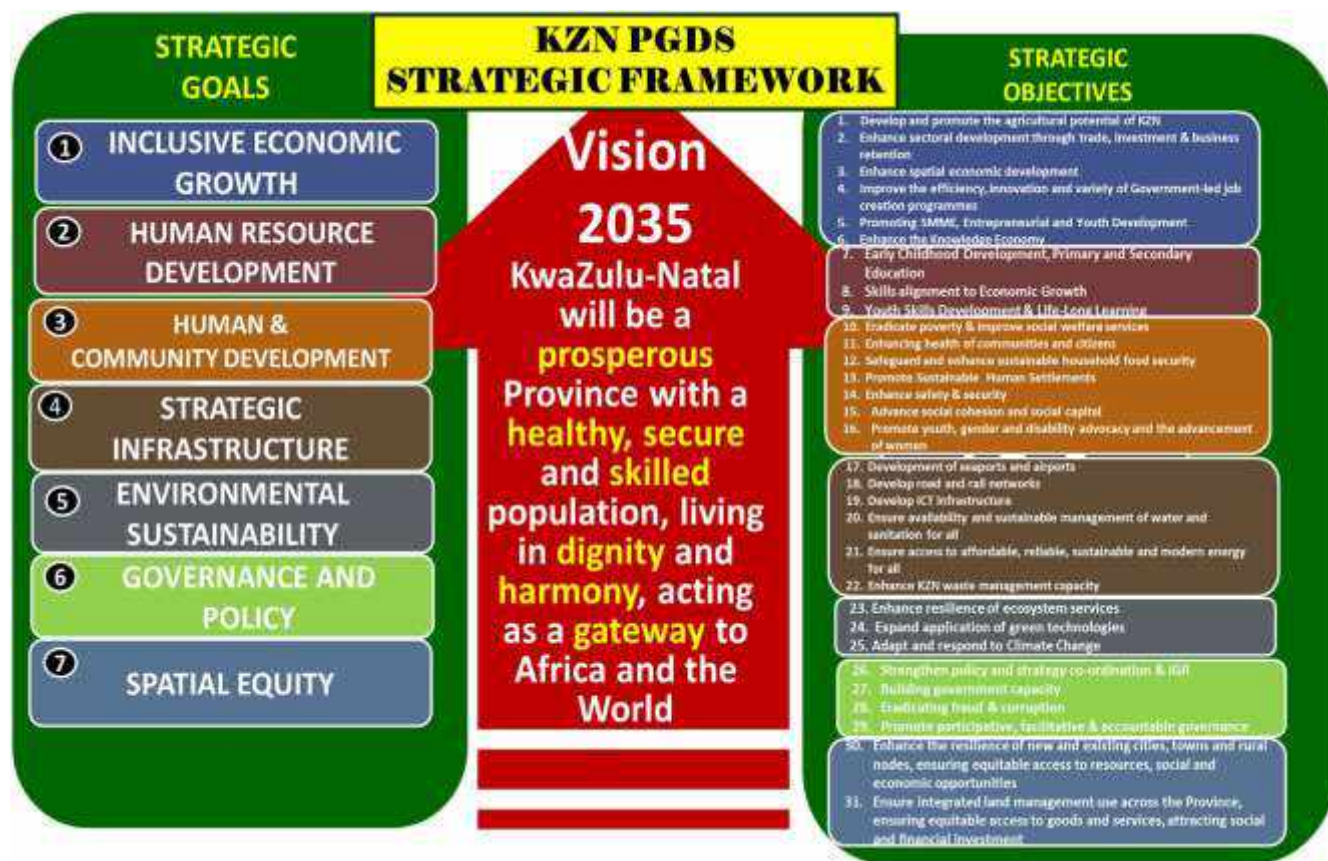 KZN PGDS
STRATEGIC FRAMEWORK
STRATEGIC
GOALS
1 INCLUSIVE ECONOMIC
GROWTH
2 HUMAN RESOURCE
DEVELOPMENT
3 HUMAN &
COMMUNITY DEVELOPMENT
4 STRATEGIC
INFRASTRUCTURE
5 ENVIRONMENTAL
SUSTAINABILITY
6 GOVERNANCE AND
POLICY
7 SPATIAL EQUITY
Vision
2035
KwaZulu-Natal
will be a
prosperous
Province with a
healthy, secure
and skilled
population, living
in dignity and
harmony, acting
as a gateway to
Africa and the
World
STRATEGIC
OBJECTIVES
1. Develop and promote the agricultural potential of KZN
2. Enhance sectoral development through trade, investment & business
retention
3. Enhance spatial economic development
4. Improve the efficiency, innovation and variety of Government-led job
creation programmes
5. Promoting SMME, Entrepreneurial and Youth Development
6. Enhance the Knowledge Economy
7. Early Childhood Development, Primary and Secondary
Education
8. Skills alignment to Economic Growth
9. Youth Skills Development & Life-Long Learning
10. Eradicate poverty & improve social welfare services
11. Enhancing health of communities and citizens
12. Safeguard and enhance sustainable household food security
13. Promote Sustainable Human Settlements
14. Enhance safety & security
15. Advance social cohesion and social capital
16. Promote youth, gender and disability advocacy and the advancement
of women
17. Development of seaports and airports
18. Develop road and rail networks
19. Develop ICT Infrastructure
20. Ensure availability and sustainable management of water and
sanitation for all
21. Ensure access to affordable, reliable, sustainable and modern energy
for all
22. Enhance KZN waste management capacity
23. Enhance resilience of ecosystem services
24. Expand application of green technologies
25. Adapt and respond to Climate Change
26. Strengthen policy and strategy co-ordination & IGR
27. Building government capacity
28. Eradicating fraud & corruption
29. Promote participative, facilitative & accountable governance
30. Enhance the resilience of new and existing cities, towns and rural
nodes, ensuring equitable access to resources, social and
economic opportunities
31. Ensure integrated land management use across the Province,
ensuring equitable access to goods and services, attracting social
and financial investment